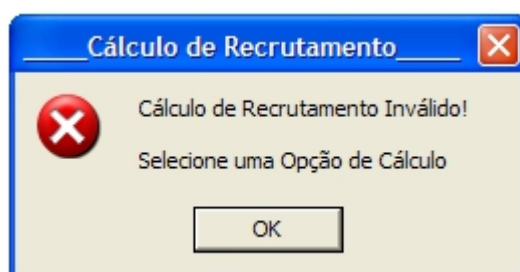 _____Cálculo de Recrutamento_____
Cálculo de Recrutamento Inválido!
Selecione uma Opção de Cálculo
OK